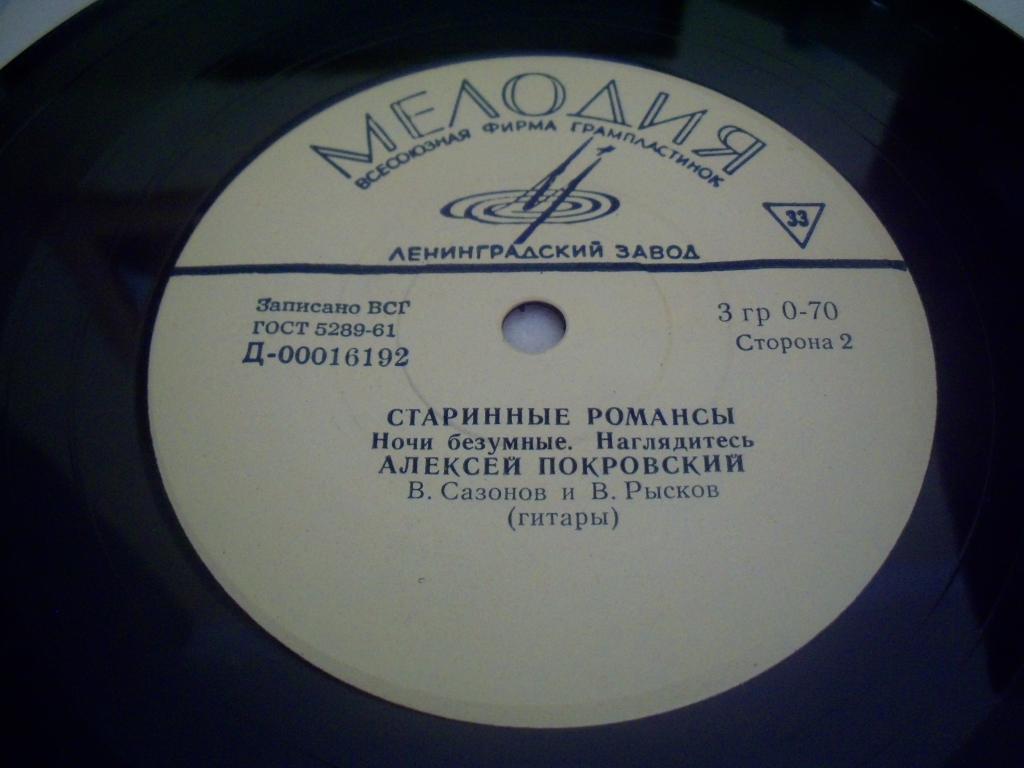 МЕЛОДИЯ
ВСЕСОЮЗНАЯ ФИРМА ГРАМПЛАСТИНОК
33
ЛЕНИНГРАДСКИЙ ЗАВОД
Записано ВСГ
ГОСТ 5289-61
Д-00016192
3 гр 0-70
Сторона 2
СТАРИННЫЕ РОМАНСЫ
Ночи безумные. Наглядитесь
АЛЕКСЕЙ ПОКРОВСКИЙ
В. Сазонов и В. Рысков
(гитары)